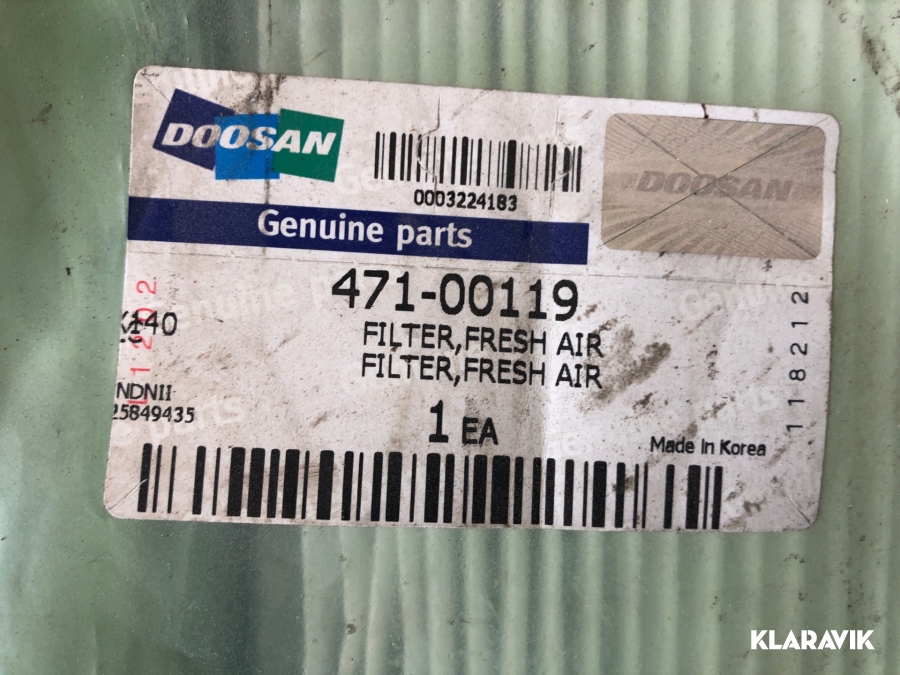 DOOSAN
0003224183
DOOSAN
Genuine parts
471-00119
FILTER,FRESH AIR
FILTER,FRESH AIR
1 EA
NDN11
25849435
Made In Korea
118212
KLARAVIK